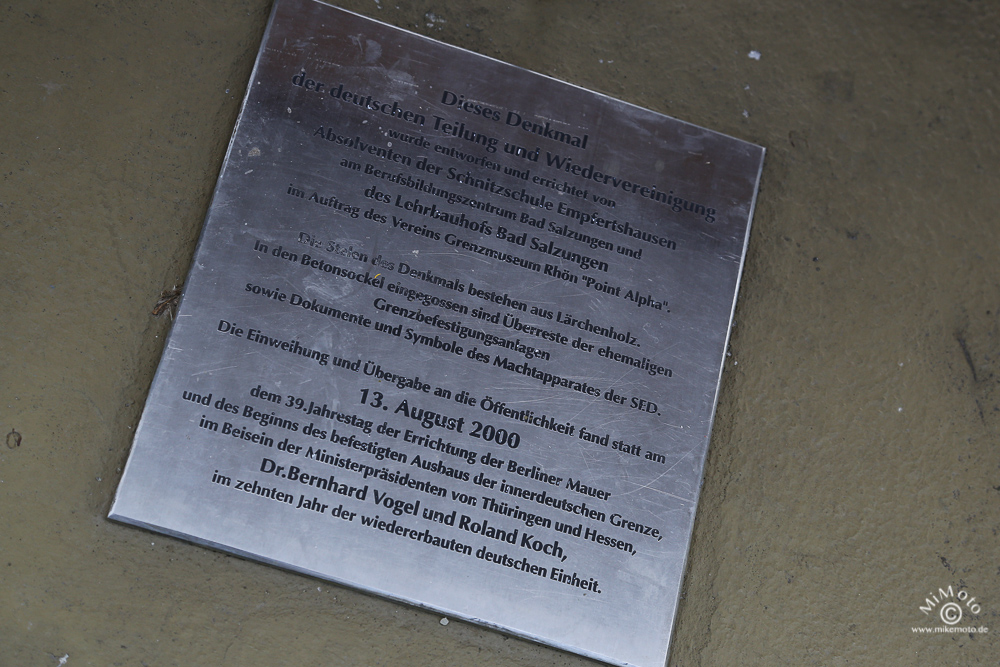 Dieses Denkmal
der deutschen Teilung und Wiedervereinigung
wurde entworfen und errichtet von
Absolventen der Schnitzschule Empfertshausen
am Berufsbildungszentrum Bad Salzungen und
des Lehrbauhofs Bad Salzungen
im Auftrag des Vereins Grenzmuseum Rhön "Point Alpha".
Die Stelen des Denkmals bestehen aus Lärchenholz.
In den Betonsockel eingegossen sind Überreste der ehemaligen
Grenzbefestigungsanlagen
sowie Dokumente und Symbole des Machtapparates der SED.
Die Einweihung und Übergabe an die Öffentlichkeit fand statt am
13. August 2000
dem 39.Jahrestag der Errichtung der Berliner Mauer
und des Beginns des befestigten Ausbaus der innerdeutschen Grenze,
im Beisein der Ministerpräsidenten von Thüringen und Hessen,
Dr.Bernhard Vogel und Roland Koch,
im zehnten Jahr der wiedererbauten deutschen Einheit.
MiMoto
©
www.mikemoto.de